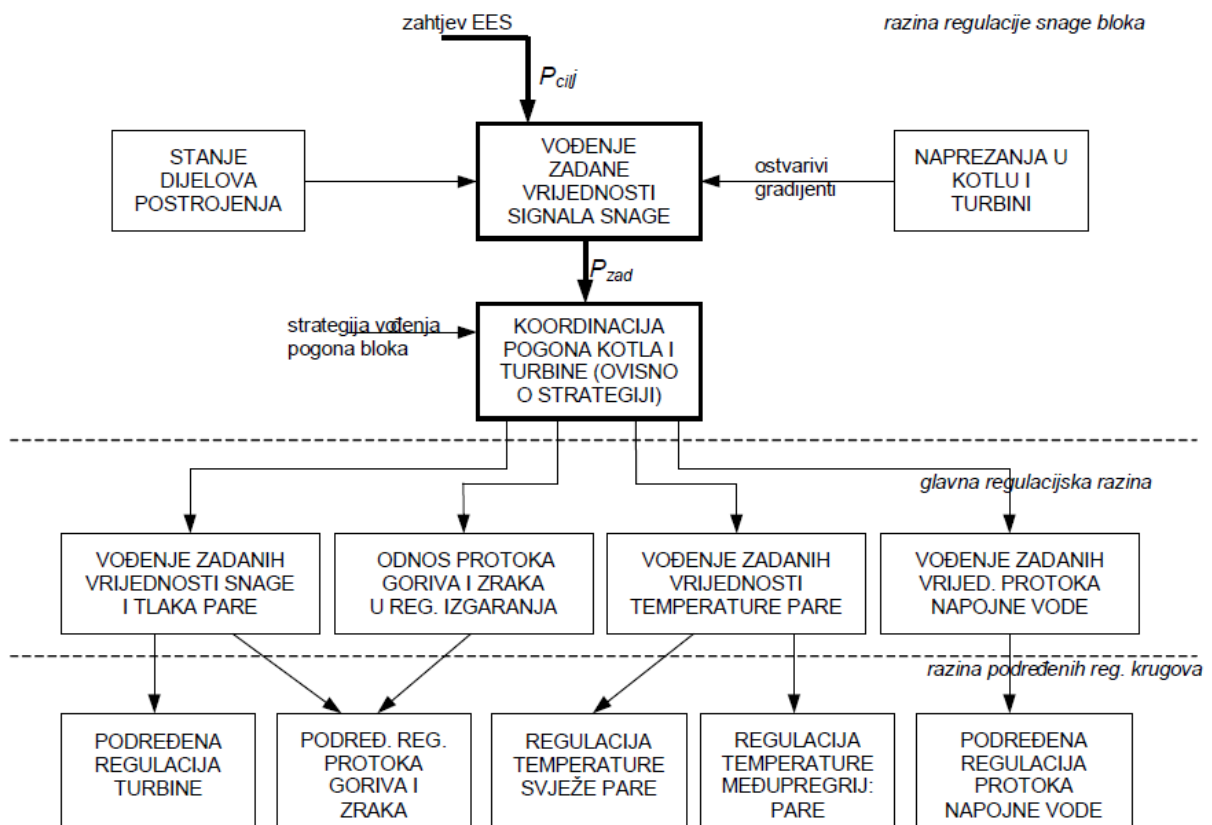 zahtjev EES
razina regulacije snage bloka
P_cilj
STANJE
DIJELOVA
POSTROJENJA
VOĐENJE
ZADANE
VRIJEDNOSTI
SIGNALA SNAGE
ostvarivi
gradijenti
NAPREZANJA U
KOTLU I
TURBINI
P_zad
strategija vođenja
pogona bloka
KOORDINACIJA
POGONA KOTLA I
TURBINE (OVISNO
O STRATEGIJI)
glavna regulacijska razina
VOĐENJE ZADANIH
VRIJEDNOSTI SNAGE
I TLAKA PARE
ODNOS PROTOKA
GORIVA I ZRAKA
U REG. IZGARANJA
VOĐENJE ZADANIH
VRIJEDNOSTI
TEMPERATURE PARE
VOĐENJE ZADANIH
VRIJED. PROTOKA
NAPOJNE VODE
razina podređenih reg. krugova
PODREĐENA
REGULACIJA
TURBINE
PODREĐ. REG.
PROTOKA
GORIVA I
ZRAKA
REGULACIJA
TEMPERATURE
SVJEŽE PARE
REGULACIJA
TEMPERATURE
MEĐUPREGRIJ:
PARE
PODREĐENA
REGULACIJA
PROTOKA
NAPOJNE VODE